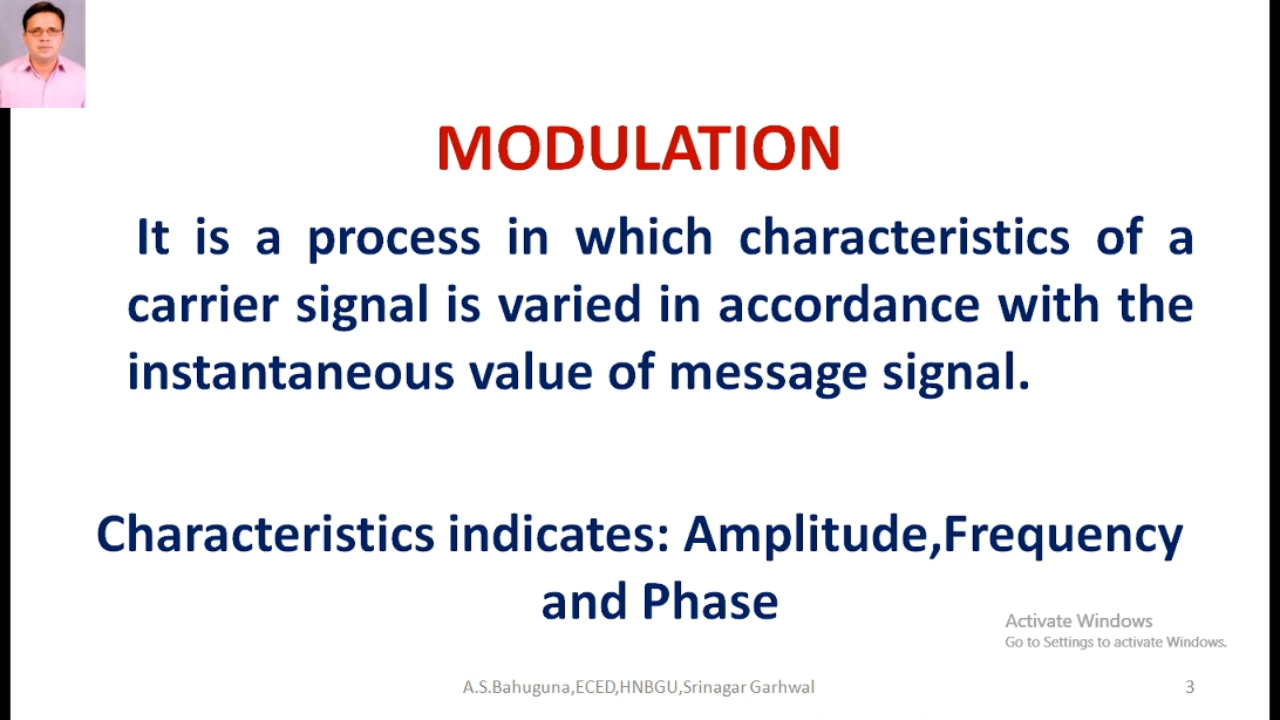 MODULATION
It is a process in which characteristics of a
carrier signal is varied in accordance with the
instantaneous value of message signal.
Characteristics indicates: Amplitude,Frequency
and Phase
Activate Windows
Go to Settings to activate Windows.
A.S.Bahuguna,ECED,HNBGU,Srinagar Garhwal
3